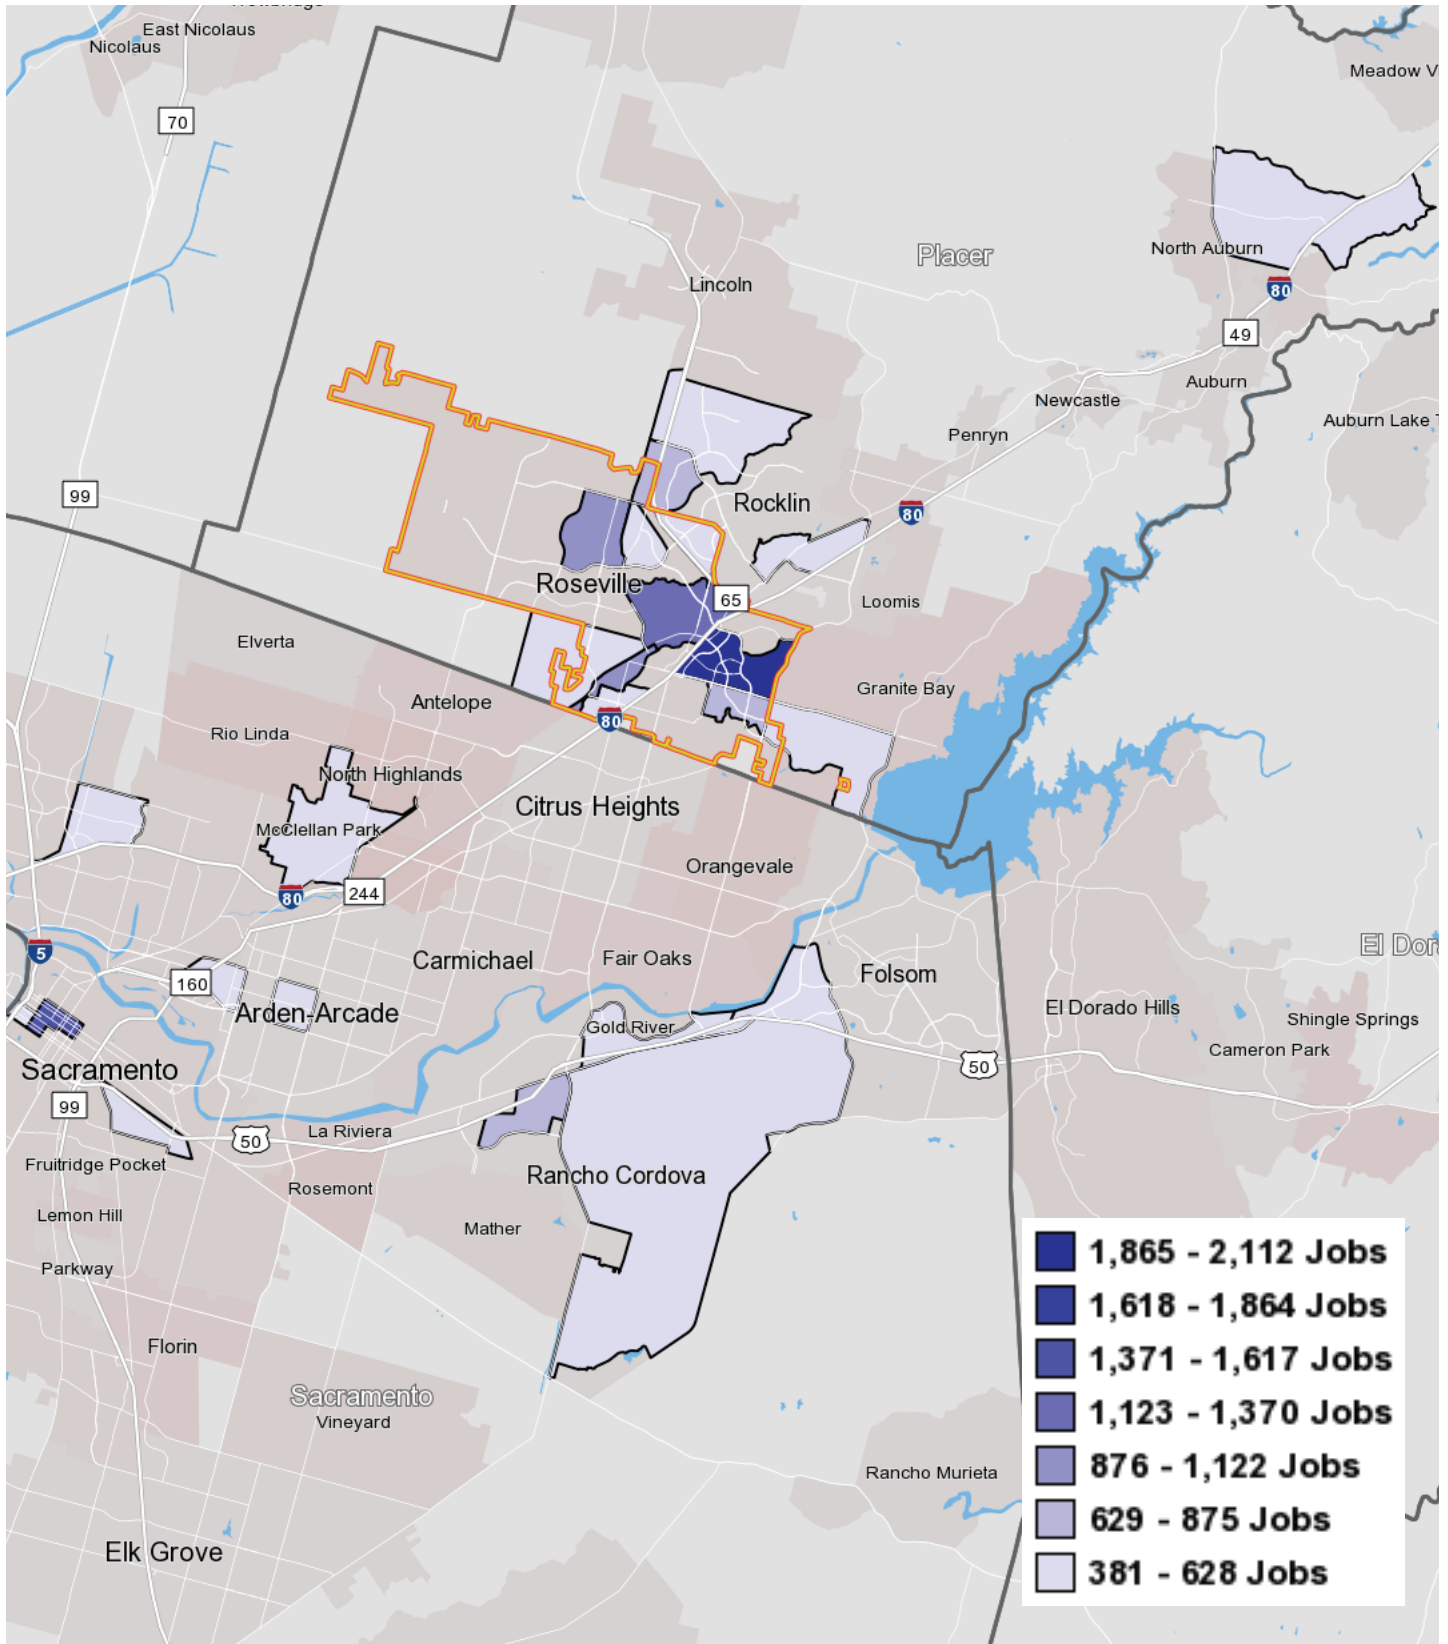 East Nicolaus
Nicolaus
Meadow V
70
Placer
North Auburn
Lincoln
80
49
Auburn
Newcastle
Auburn Lake T
Penryn
99
Rocklin
80
Roseville
65
Loomis
Elverta
Granite Bay
Antelope
80
Rio Linda
North Highlands
Citrus Heights
McClellan Park
Orangevale
244
80
5
Carmichael
Fair Oaks
Folsom
El Dor
160
Arden-Arcade
El Dorado Hills
Gold River
Shingle Springs
Cameron Park
Sacramento
50
99
La Riviera
50
Fruitridge Pocket
Rancho Cordova
Rosemont
Lemon Hill
Mather
Parkway
Florin
Sacramento
Vineyard
Rancho Murieta
Elk Grove
1,865 - 2,112 Jobs
1,618 - 1,864 Jobs
1,371 - 1,617 Jobs
1,123 - 1,370 Jobs
876 - 1,122 Jobs
629 - 875 Jobs
381 - 628 Jobs